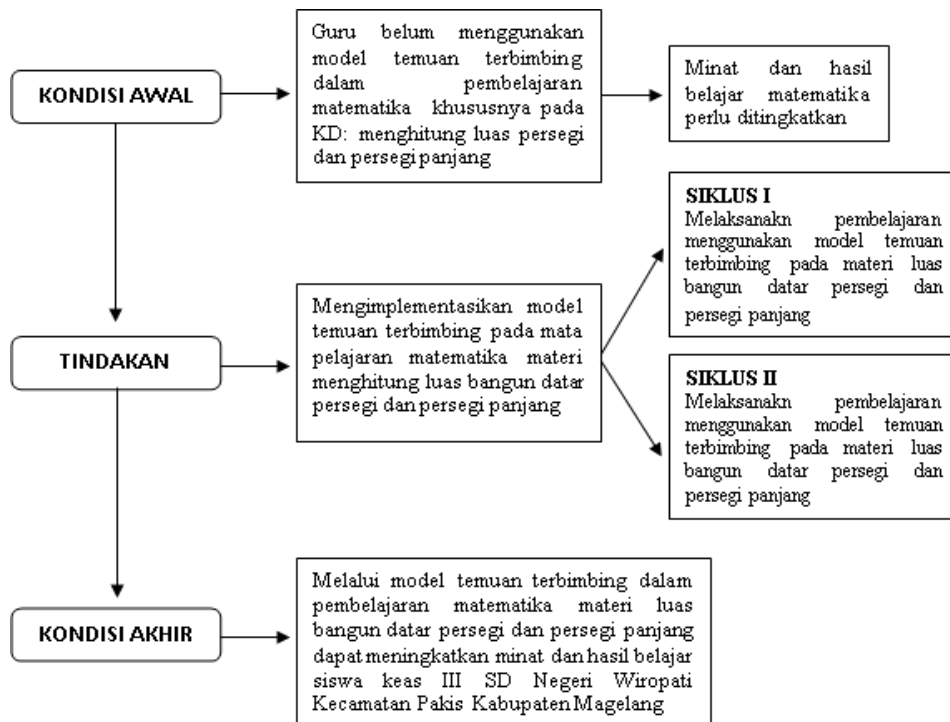 KONDISI AWAL
Guru belum menggunakan
model temuan terbimbing
dalam pembelajaran
matematika khususnya pada
KD: menghitung luas persegi
dan persegi panjang
Minat dan hasil
belajar matematika
perlu ditingkatkan
TINDAKAN
Mengimplementasikan model
temuan terbimbing pada mata
pelajaran matematika materi
menghitung luas bangun datar
persegi dan persegi panjang
SIKLUS I
Melaksanakn pembelajaran
menggunakan model temuan
terbimbing pada materi luas
bangun datar persegi dan
persegi panjang
SIKLUS II
Melaksanakn pembelajaran
menggunakan model temuan
terbimbing pada materi luas
bangun datar persegi dan
persegi panjang
KONDISI AKHIR
Melalui model temuan terbimbing dalam
pembelajaran matematika materi luas
bangun datar persegi dan persegi panjang
dapat meningkatkan minat dan hasil belajar
siswa keas III SD Negeri Wiropati
Kecamatan Pakis Kabupaten Magelang